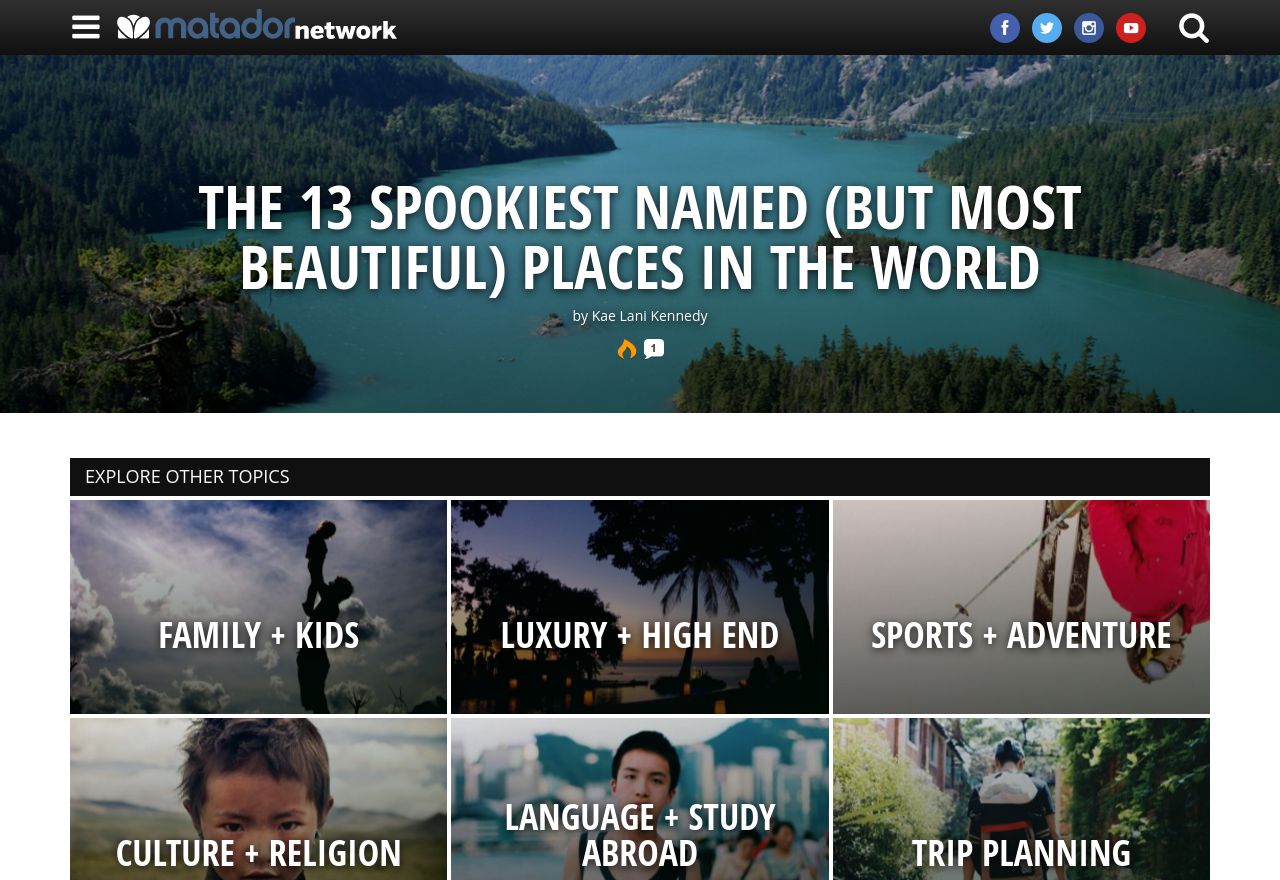 matadornetwork
THE 13 SPOOKIEST NAMED (BUT MOST
BEAUTIFUL) PLACES IN THE WORLD
by Kae Lani Kennedy
1
EXPLORE OTHER TOPICS
FAMILY + KIDS
LUXURY + HIGH END
SPORTS + ADVENTURE
CULTURE + RELIGION
LANGUAGE + STUDY
ABROAD
TRIP PLANNING